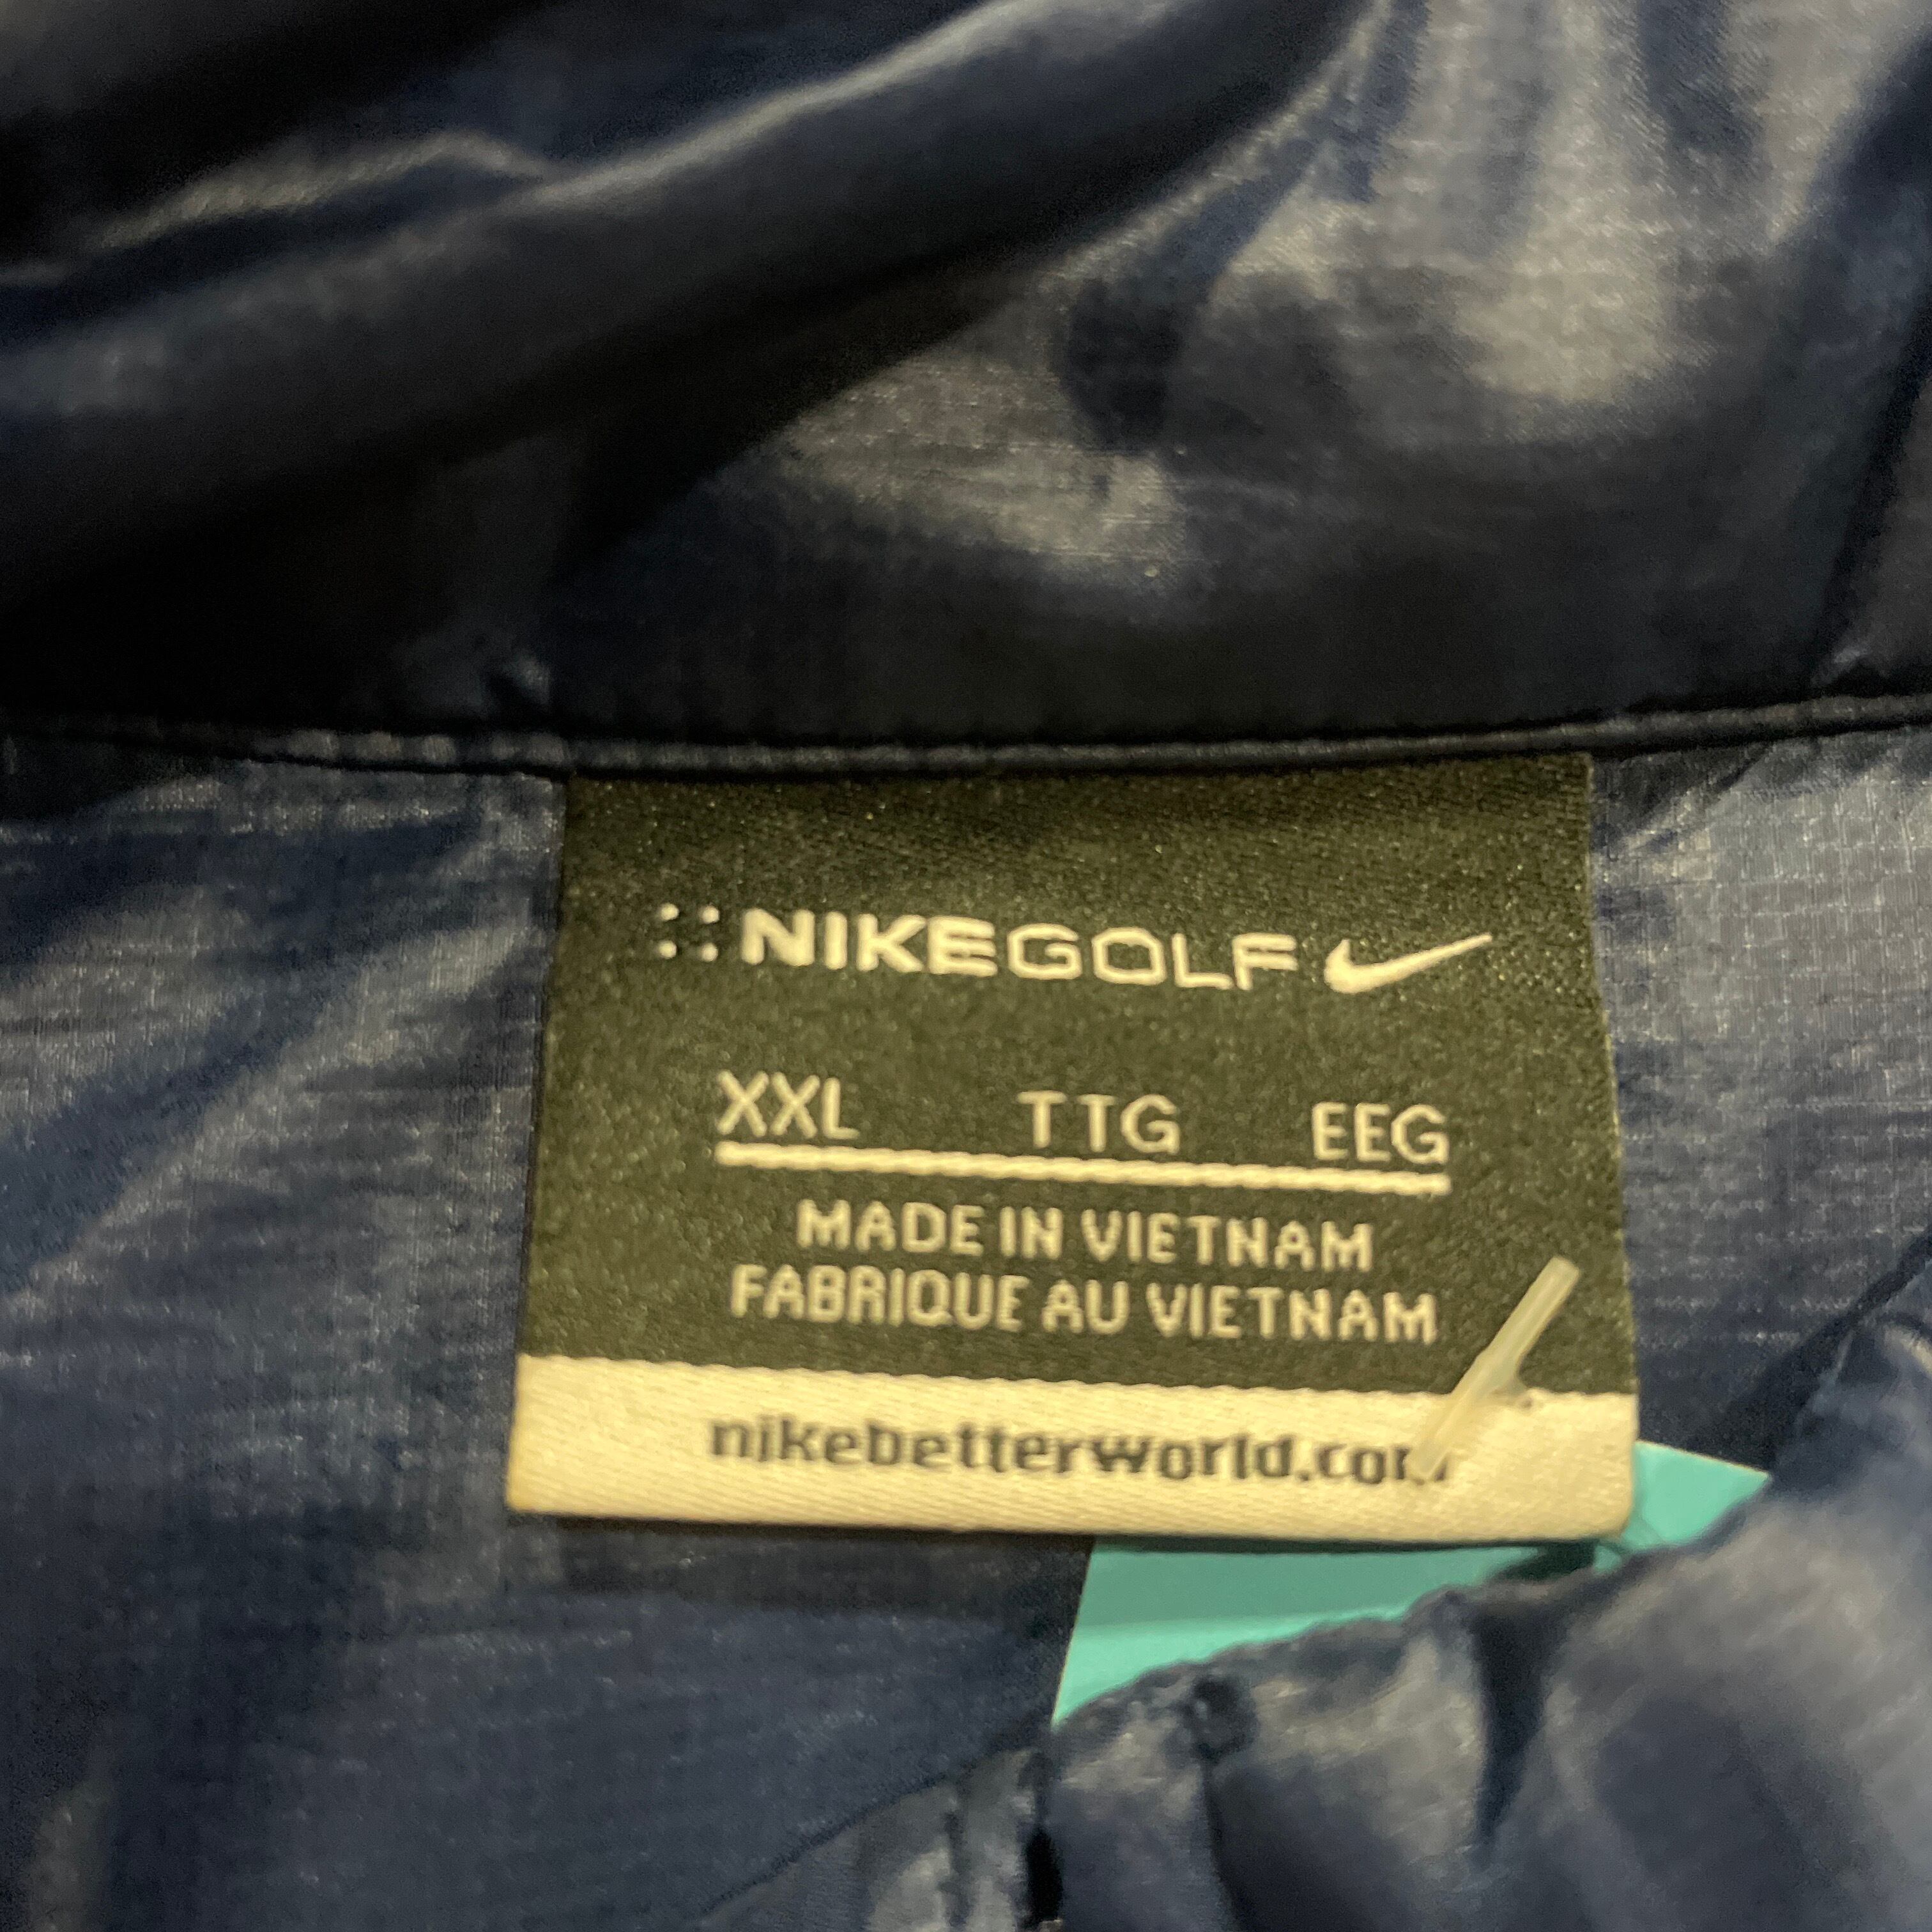 NIKEGOLF
XXL TTG EEG
MADE IN VIETNAM
FABRIQUE AU VIETNAM
nikebetterworld.com